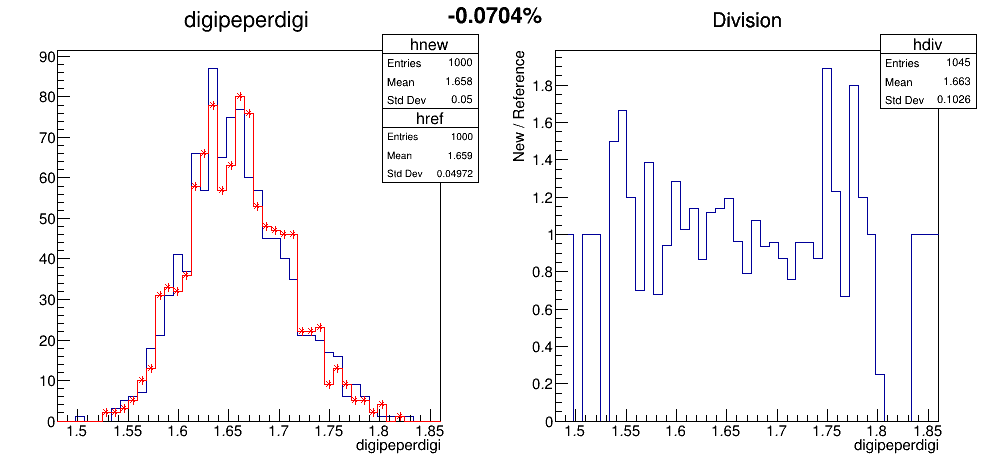 -0.0704%
digipeperdigi
hnew
Entries 1000
Mean 1.658
Std Dev 0.05
href
Entries 1000
Mean 1.659
Std Dev 0.04972
90
80
70
60
50
40
30
20
10
0
1.5 1.55 1.6 1.65 1.7 1.75 1.8 1.85
digipeperdigi
Division
hdiv
Entries 1045
Mean 1.663
Std Dev 0.1026
New / Reference
1.8
1.6
1.4
1.2
1
0.8
0.6
0.4
0.2
0
1.5 1.55 1.6 1.65 1.7 1.75 1.8 1.85
digipeperdigi